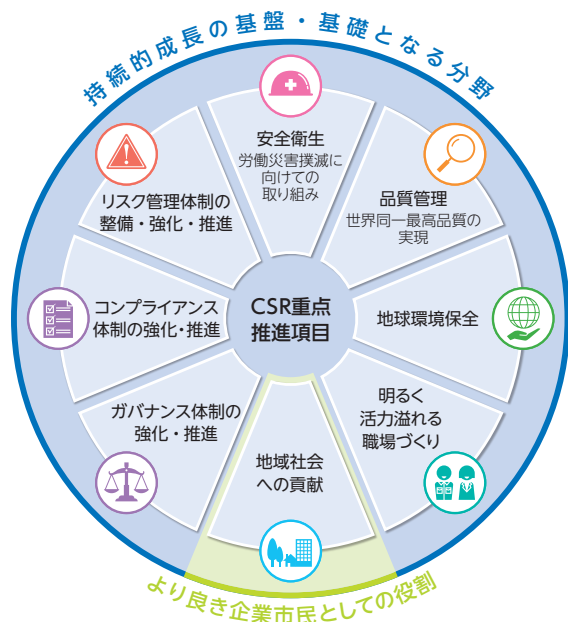 持続的成長の基盤・基礎となる分野
安全衛生
労働災害撲滅に
向けての
取り組み
品質管理
世界同一最高品質の
実現
地球環境保全
明るく
活力溢れる
職場づくり
地域社会
への貢献
ガバナンス体制の
強化・推進
コンプライアンス
体制の強化・推進
リスク管理体制の
整備・強化・推進
CSR重点
推進項目
より良き企業市民としての役割